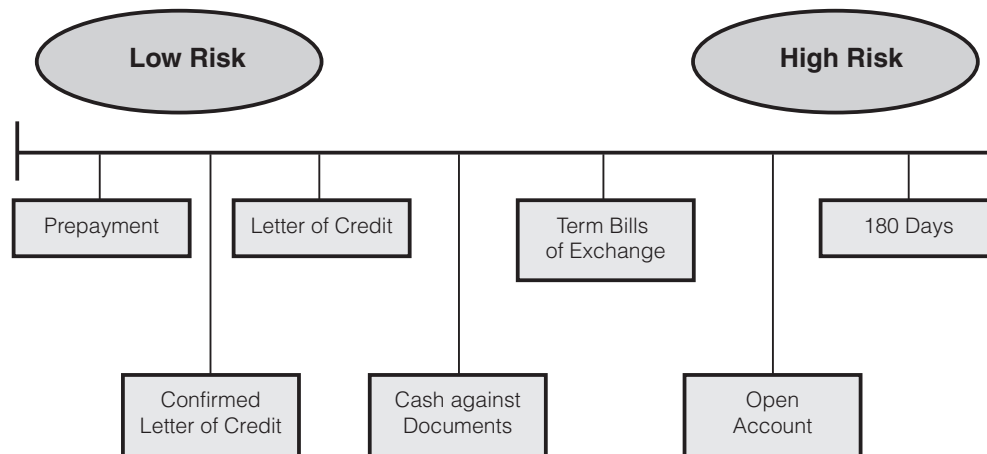 Low Risk
High Risk
Prepayment
Letter of Credit
Term Bills
of Exchange
180 Days
Confirmed
Letter of Credit
Cash against
Documents
Open
Account